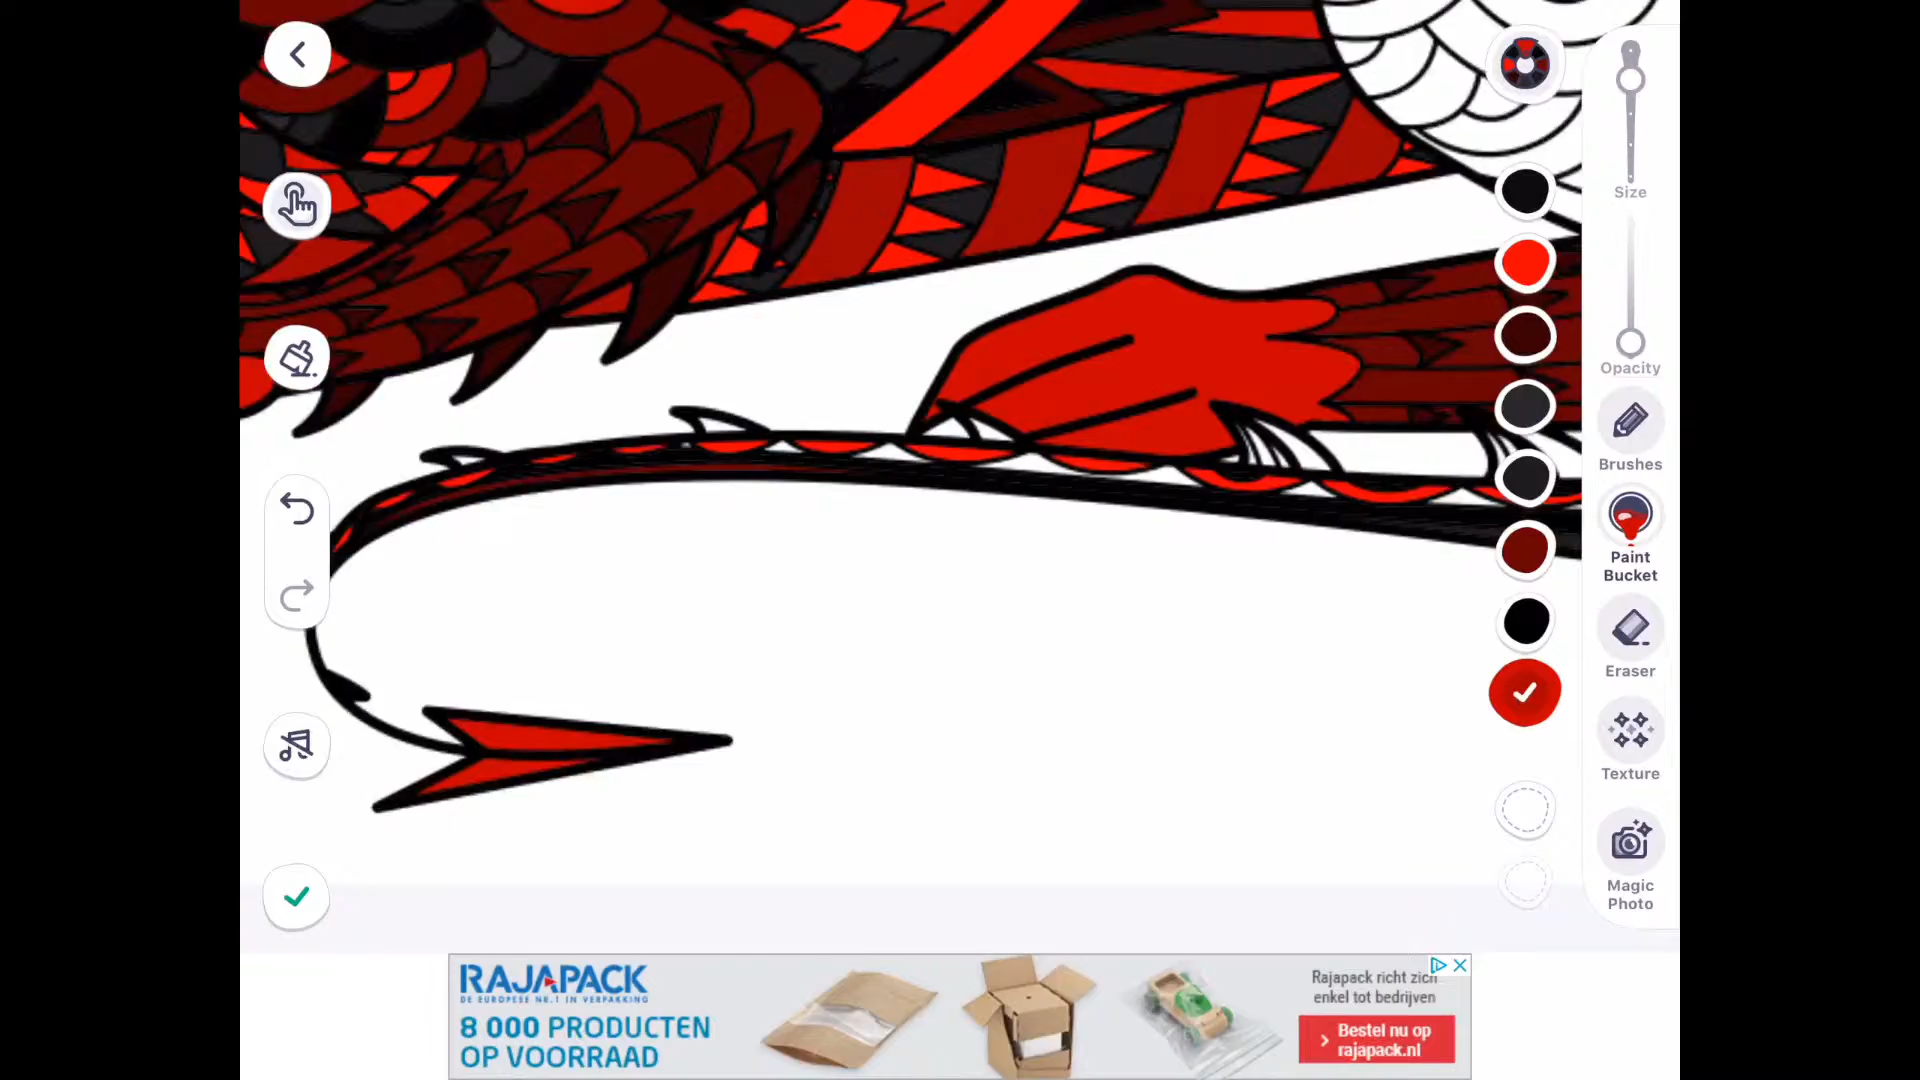 Size
Opacity
Brushes
Paint
Bucket
Eraser
Texture
Magic
Photo
RAJAPACK
DE EUROPESE NR.1 IN VERPAKKING
8 000 PRODUCTEN
OP VOORRAAD
Rajapack richt zich
enkel tot bedrijven
Bestel nu op
rajapack.nl